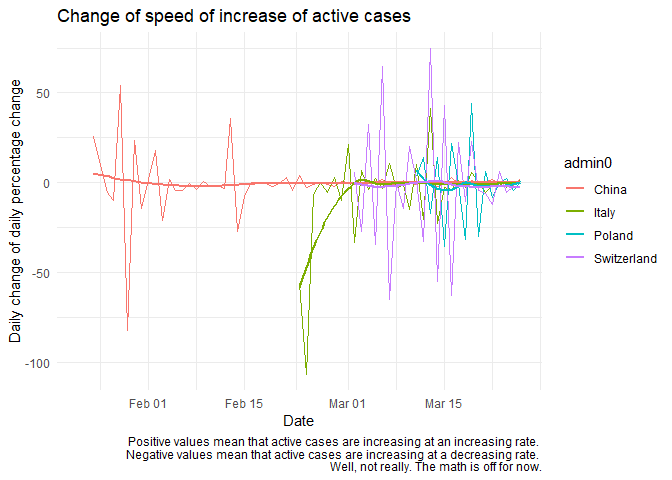 Change of speed of increase of active cases
Daily change of daily percentage change
50
0
-50
-100
Feb 01
Feb 15
Mar 01
Mar 15
Date
admin0
China
Italy
Poland
Switzerland
Positive values mean that active cases are increasing at an increasing rate.
Negative values mean that active cases are increasing at a decreasing rate.
Well, not really. The math is off for now.